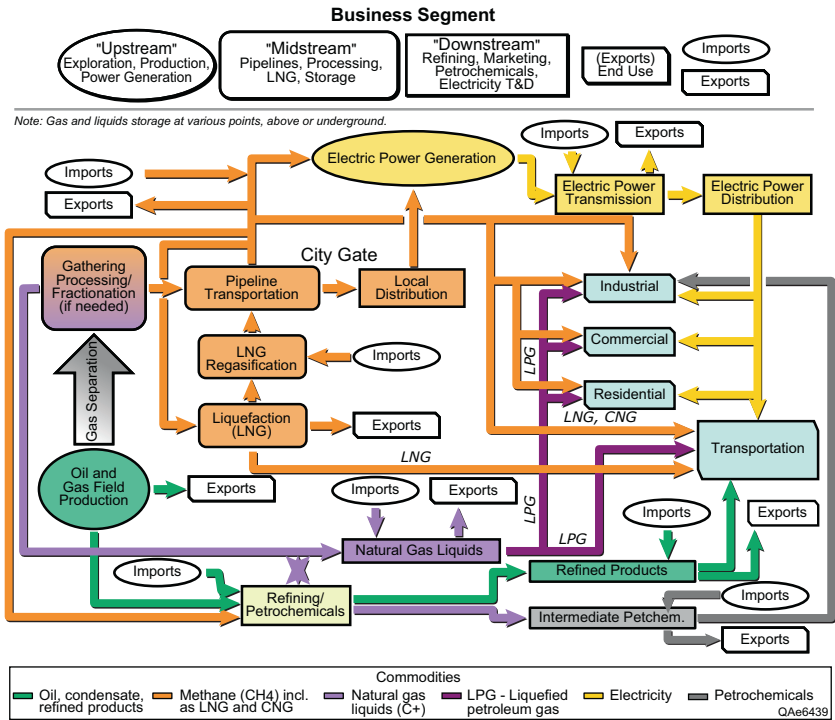 Business Segment
"Upstream"
Exploration, Production,
Power Generation
"Midstream"
Pipelines, Processing,
LNG, Storage
"Downstream"
Refining, Marketing,
Petrochemicals,
Electricity T&D
(Exports)
End Use
Imports
Exports
Note: Gas and liquids storage at various points, above or underground.
Imports
Exports
Electric Power Generation
Imports
Exports
Electric Power
Transmission
Electric Power
Distribution
City Gate
Gathering
Processing/
Fractionation
(if needed)
Pipeline
Transportation
Local
Distribution
Industrial
LNG
Regasification
Imports
Commercial
LPG
Gas Separation
Residential
Liquefaction
(LNG)
Exports
LNG, CNG
Transportation
LNG
Oil and
Gas Field
Production
Exports
Imports
Exports
LPG
Imports
Exports
Natural Gas Liquids
LPG
Imports
Refined Products
Refining/
Petrochemicals
Imports
Intermediate Petchem.
Exports
Commodities
Oil, condensate,
refined products
Methane (CH4) incl.
as LNG and CNG
Natural gas
liquids (C+)
LPG - Liquefied
petroleum gas
Electricity
Petrochemicals
QAe6439